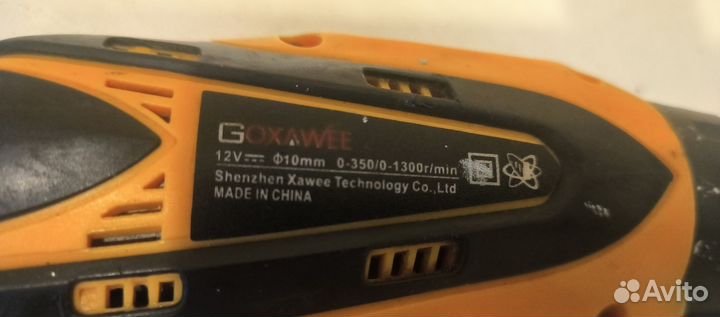 GOXAWEE
12V⎓ Φ10mm 0-350/0-1300r/min
Shenzhen Xawee Technology Co.,Ltd
MADE IN CHINA
Avito